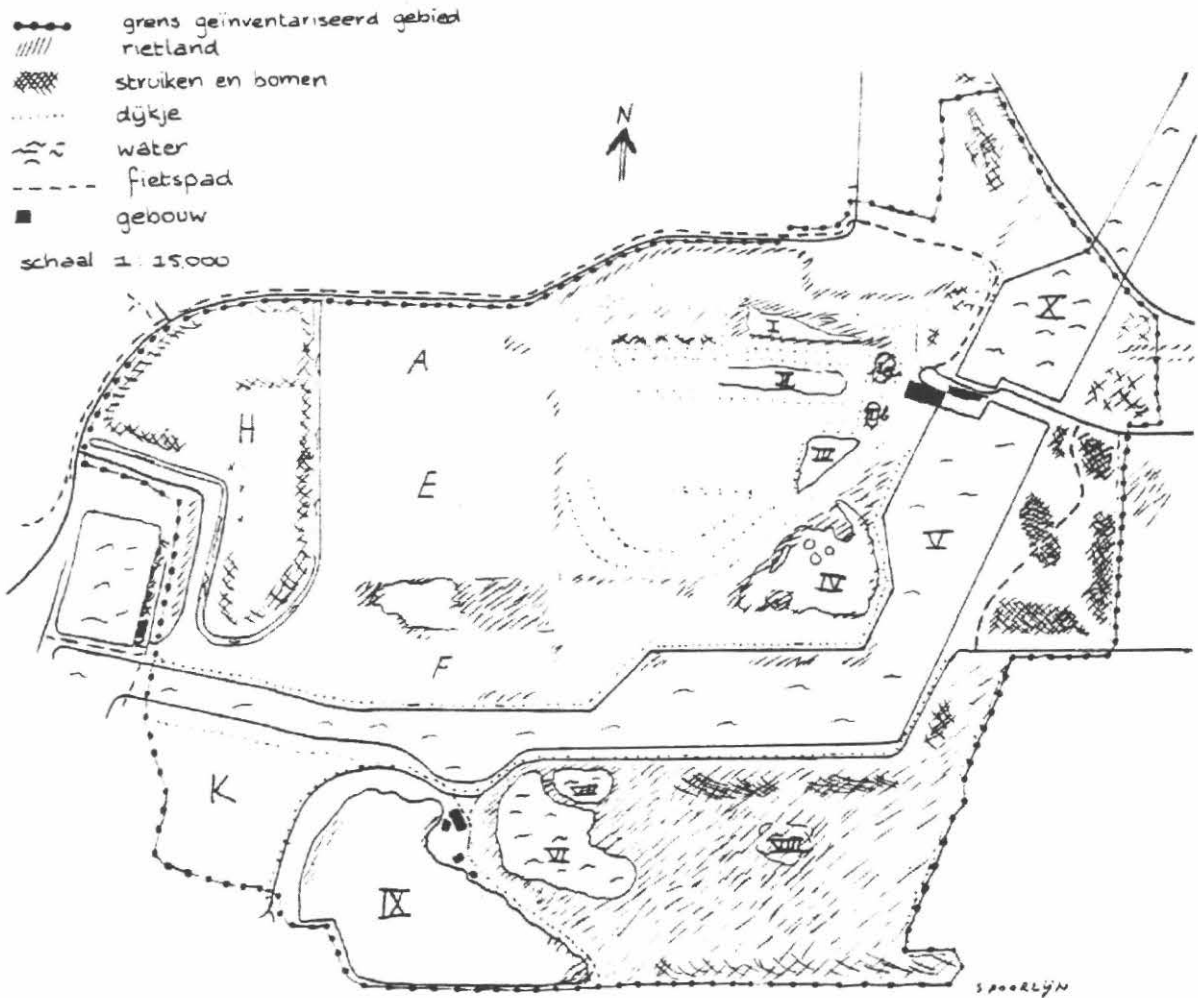 grens geïnventariseerd gebied
rietland
struiken en bomen
dijkje
water
fietspad
gebouw
schaal 1:15.000
N
X
I
A
II
H
III
E
V
IV
F
K
VIII
VI
IX
SPOORLIJN